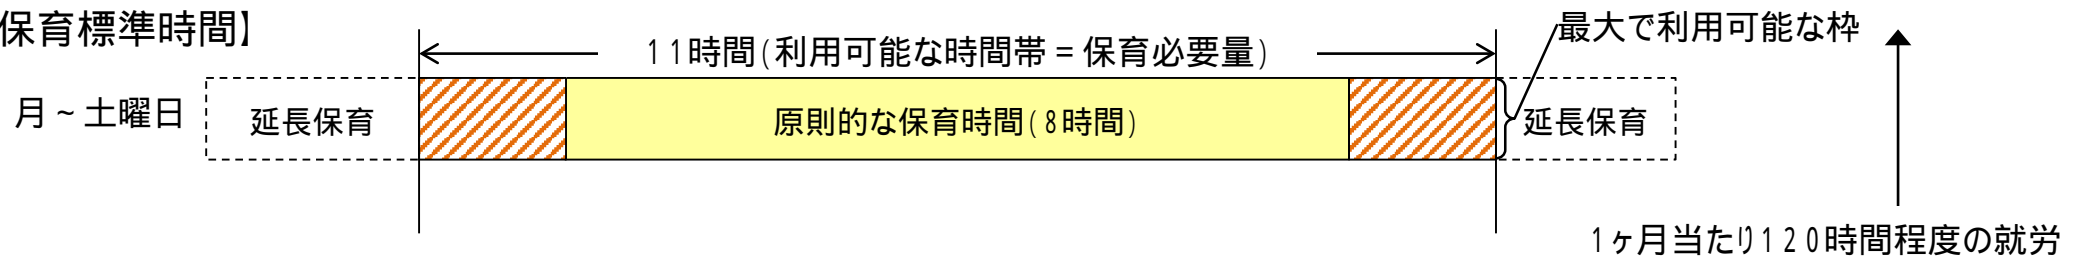 保育標準時間】
最大で利用可能な枠
11時間(利用可能な時間帯=保育必要量)
月~土曜日
延長保育
原則的な保育時間(8時間)
延長保育
1ヶ月当たり120時間程度の就労